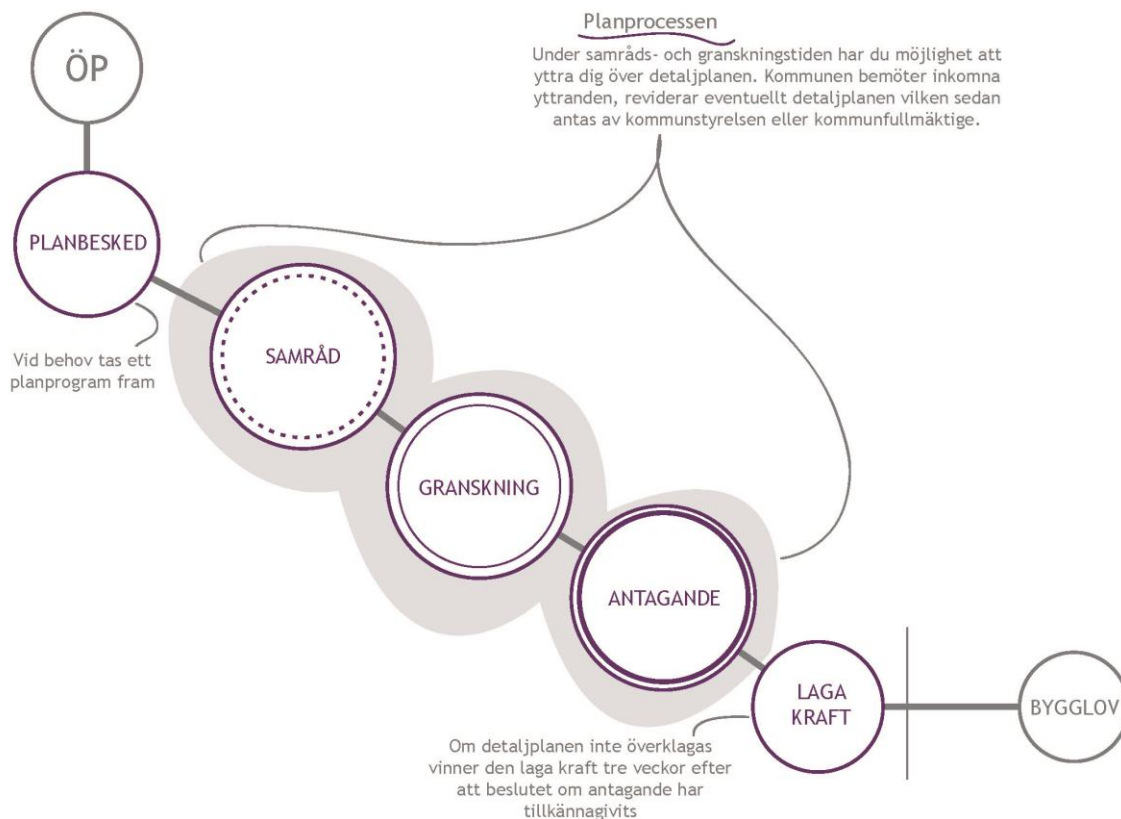 Planprocessen
Under samråds- och granskningstiden har du möjlighet att
yttra dig över detaljplanen. Kommunen bemöter inkomna
yttranden, reviderar eventuellt detaljplanen vilken sedan
antas av kommunstyrelsen eller kommunfullmäktige.
ÖP
PLANBESKED
Vid behov tas ett
planprogram fram
SAMRÅD
GRANSKNING
ANTAGANDE
LAGA
KRAFT
BYGGLOV
Om detaljplanen inte överklagas
vinner den laga kraft tre veckor efter
att beslutet om antagande har
tillkännagivits